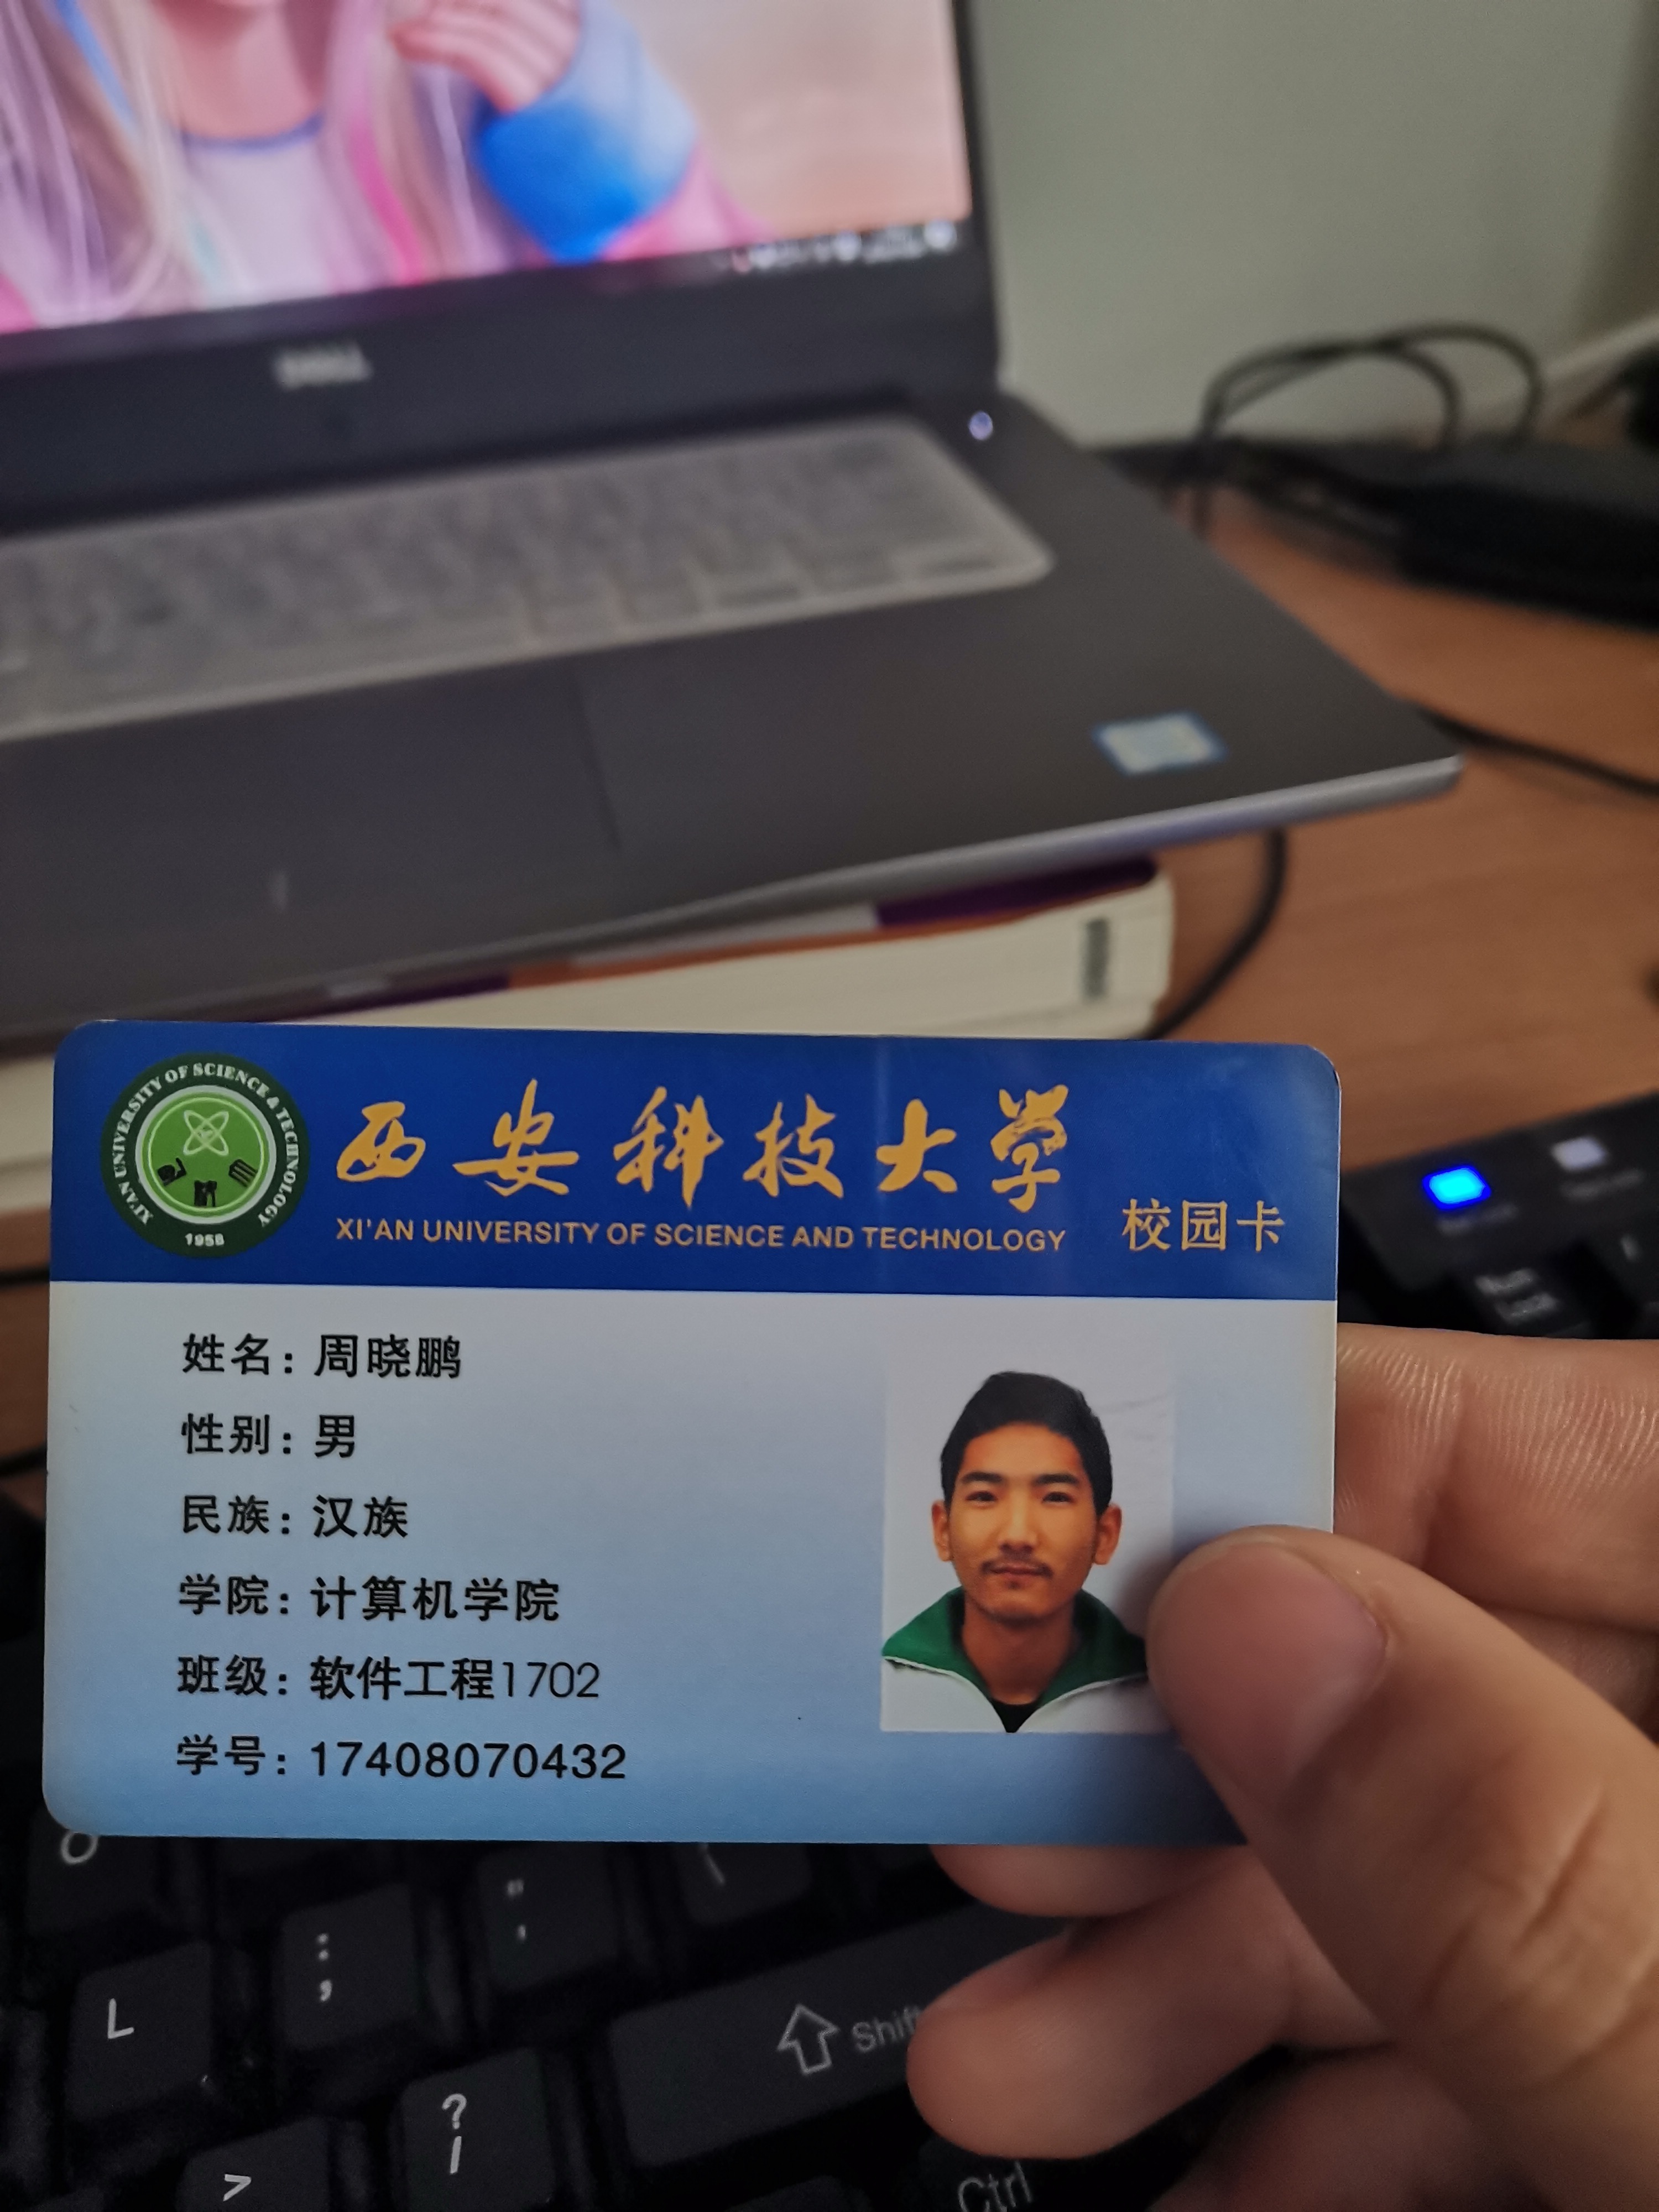 DELL
XI'AN UNIVERSITY OF SCIENCE & TECHNOLOGY
1958
西安科技大学
XI'AN UNIVERSITY OF SCIENCE AND TECHNOLOGY
校园卡
姓名：周晓鹏
性别：男
民族：汉族
学院：计算机学院
班级：软件工程1702
学号：17408070432
Num
Lock
O
" '
: ;
L
Shift
? /
>
Ctrl